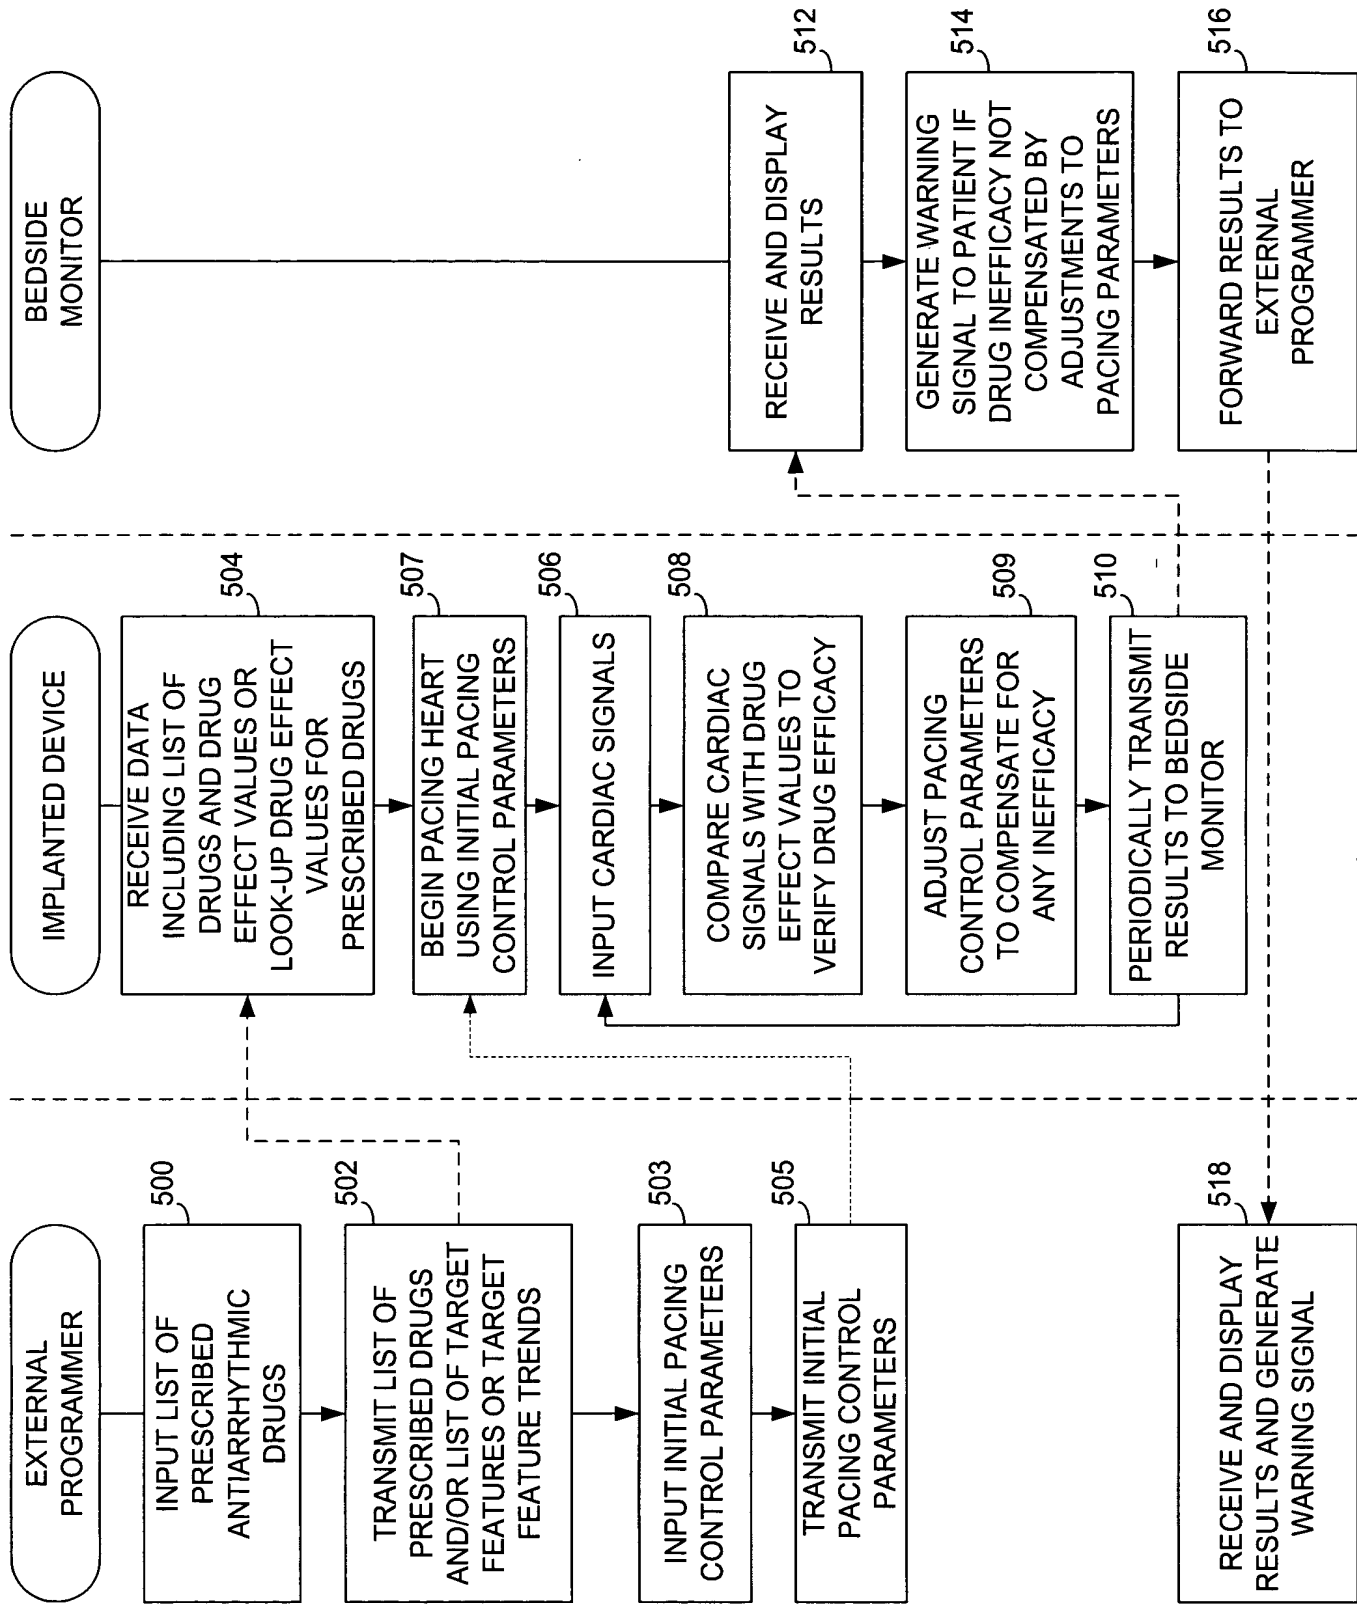 EXTERNAL
PROGRAMMER
500
INPUT LIST OF
PRESCRIBED
ANTIARRHYTHMIC
DRUGS
502
TRANSMIT LIST OF
PRESCRIBED DRUGS
AND/OR LIST OF TARGET
FEATURES OR TARGET
FEATURE TRENDS
503
INPUT INITIAL PACING
CONTROL PARAMETERS
505
TRANSMIT INITIAL
PACING CONTROL
PARAMETERS
518
RECEIVE AND DISPLAY
RESULTS AND GENERATE
WARNING SIGNAL
IMPLANTED DEVICE
504
RECEIVE DATA
INCLUDING LIST OF
DRUGS AND DRUG
EFFECT VALUES OR
LOOK-UP DRUG EFFECT
VALUES FOR
PRESCRIBED DRUGS
507
BEGIN PACING HEART
USING INITIAL PACING
CONTROL PARAMETERS
506
INPUT CARDIAC SIGNALS
508
COMPARE CARDIAC
SIGNALS WITH DRUG
EFFECT VALUES TO
VERIFY DRUG EFFICACY
509
ADJUST PACING
CONTROL PARAMETERS
TO COMPENSATE FOR
ANY INEFFICACY
510
PERIODICALLY TRANSMIT
RESULTS TO BEDSIDE
MONITOR
BEDSIDE
MONITOR
512
RECEIVE AND DISPLAY
RESULTS
514
GENERATE WARNING
SIGNAL TO PATIENT IF
DRUG INEFFICACY NOT
COMPENSATED BY
ADJUSTMENTS TO
PACING PARAMETERS
516
FORWARD RESULTS TO
EXTERNAL
PROGRAMMER